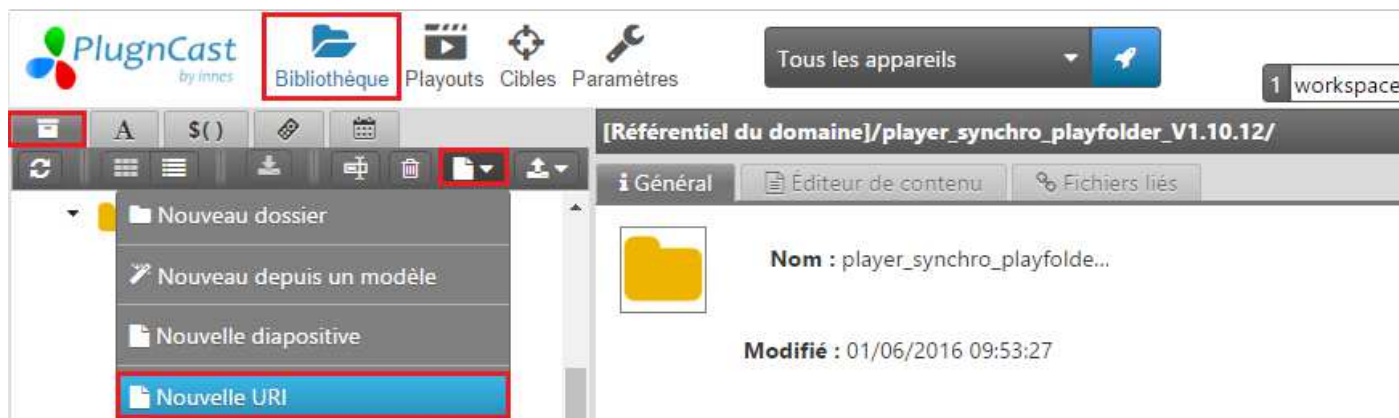 PlugnCast
by innes
Bibliothèque Playouts Cibles Paramètres
Tous les appareils
1 workspace
A $()
[Référentiel du domaine]/player_synchro_playfolder_V1.10.12/
Général Éditeur de contenu Fichiers liés
Nouveau dossier
Nouveau depuis un modèle
Nouvelle diapositive
Nouvelle URI
Nom : player_synchro_playfolde...
Modifié : 01/06/2016 09:53:27